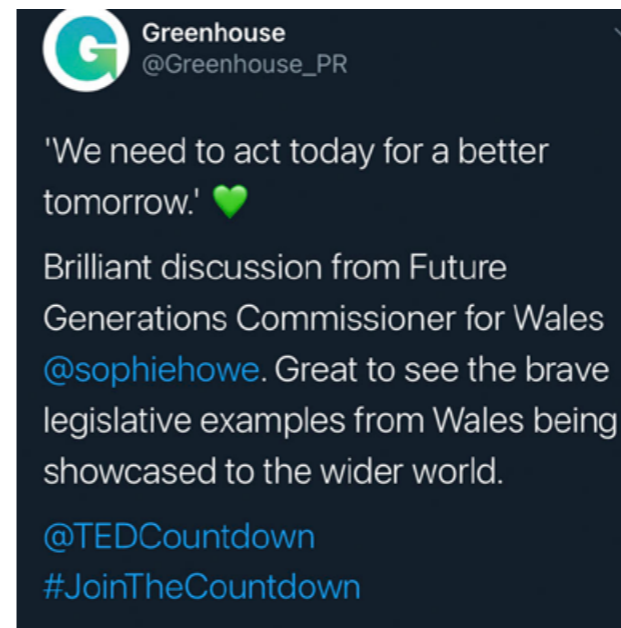 Greenhouse
@Greenhouse_PR
'We need to act today for a better
tomorrow.' 💚
Brilliant discussion from Future
Generations Commissioner for Wales
@sophiehowe. Great to see the brave
legislative examples from Wales being
showcased to the wider world.
@TEDCountdown
#JoinTheCountdown